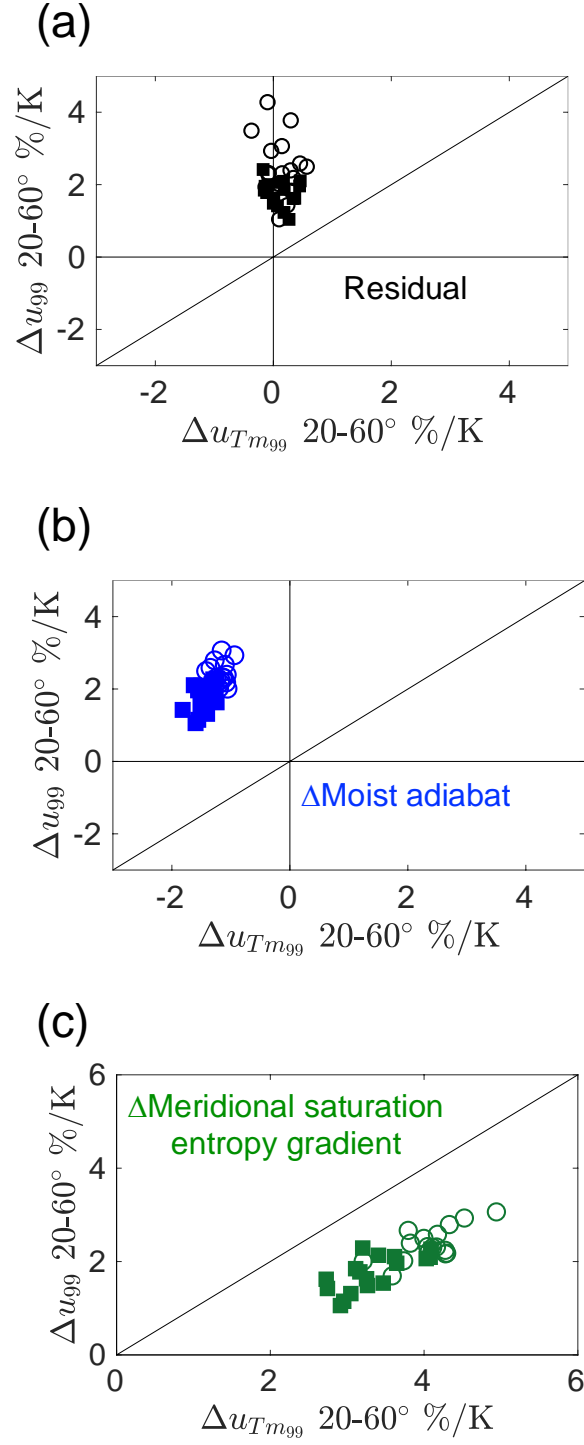 (a)
4
2
0
-2
Δu99 20-60° %/K
Residual
-2 0 2 4
ΔuTm99 20-60° %/K
(b)
4
2
0
-2
Δu99 20-60° %/K
ΔMoist adiabat
-2 0 2 4
ΔuTm99 20-60° %/K
(c)
6
4
2
0
Δu99 20-60° %/K
ΔMeridional saturation
entropy gradient
0 2 4 6
ΔuTm99 20-60° %/K